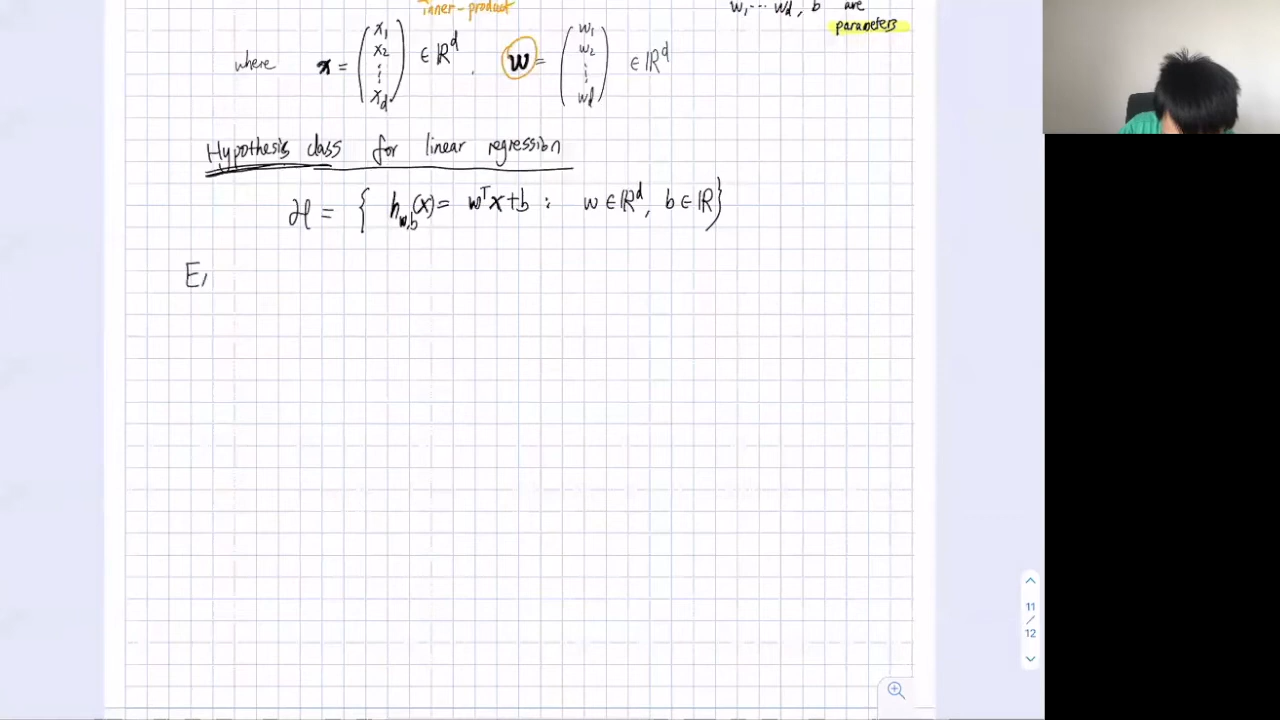 inner-product
w₁ ⋯ wd, b are
parameters
where x = (x₁ x₂ ⋮ xd) ∈ ℝᵈ, w = (w₁ w₂ ⋮ wd) ∈ ℝᵈ
Hypothesis class for linear regression
ℋ = { h_{w,b}(x) = wᵀx+b : w ∈ ℝᵈ, b ∈ ℝ }
E
11
/
12